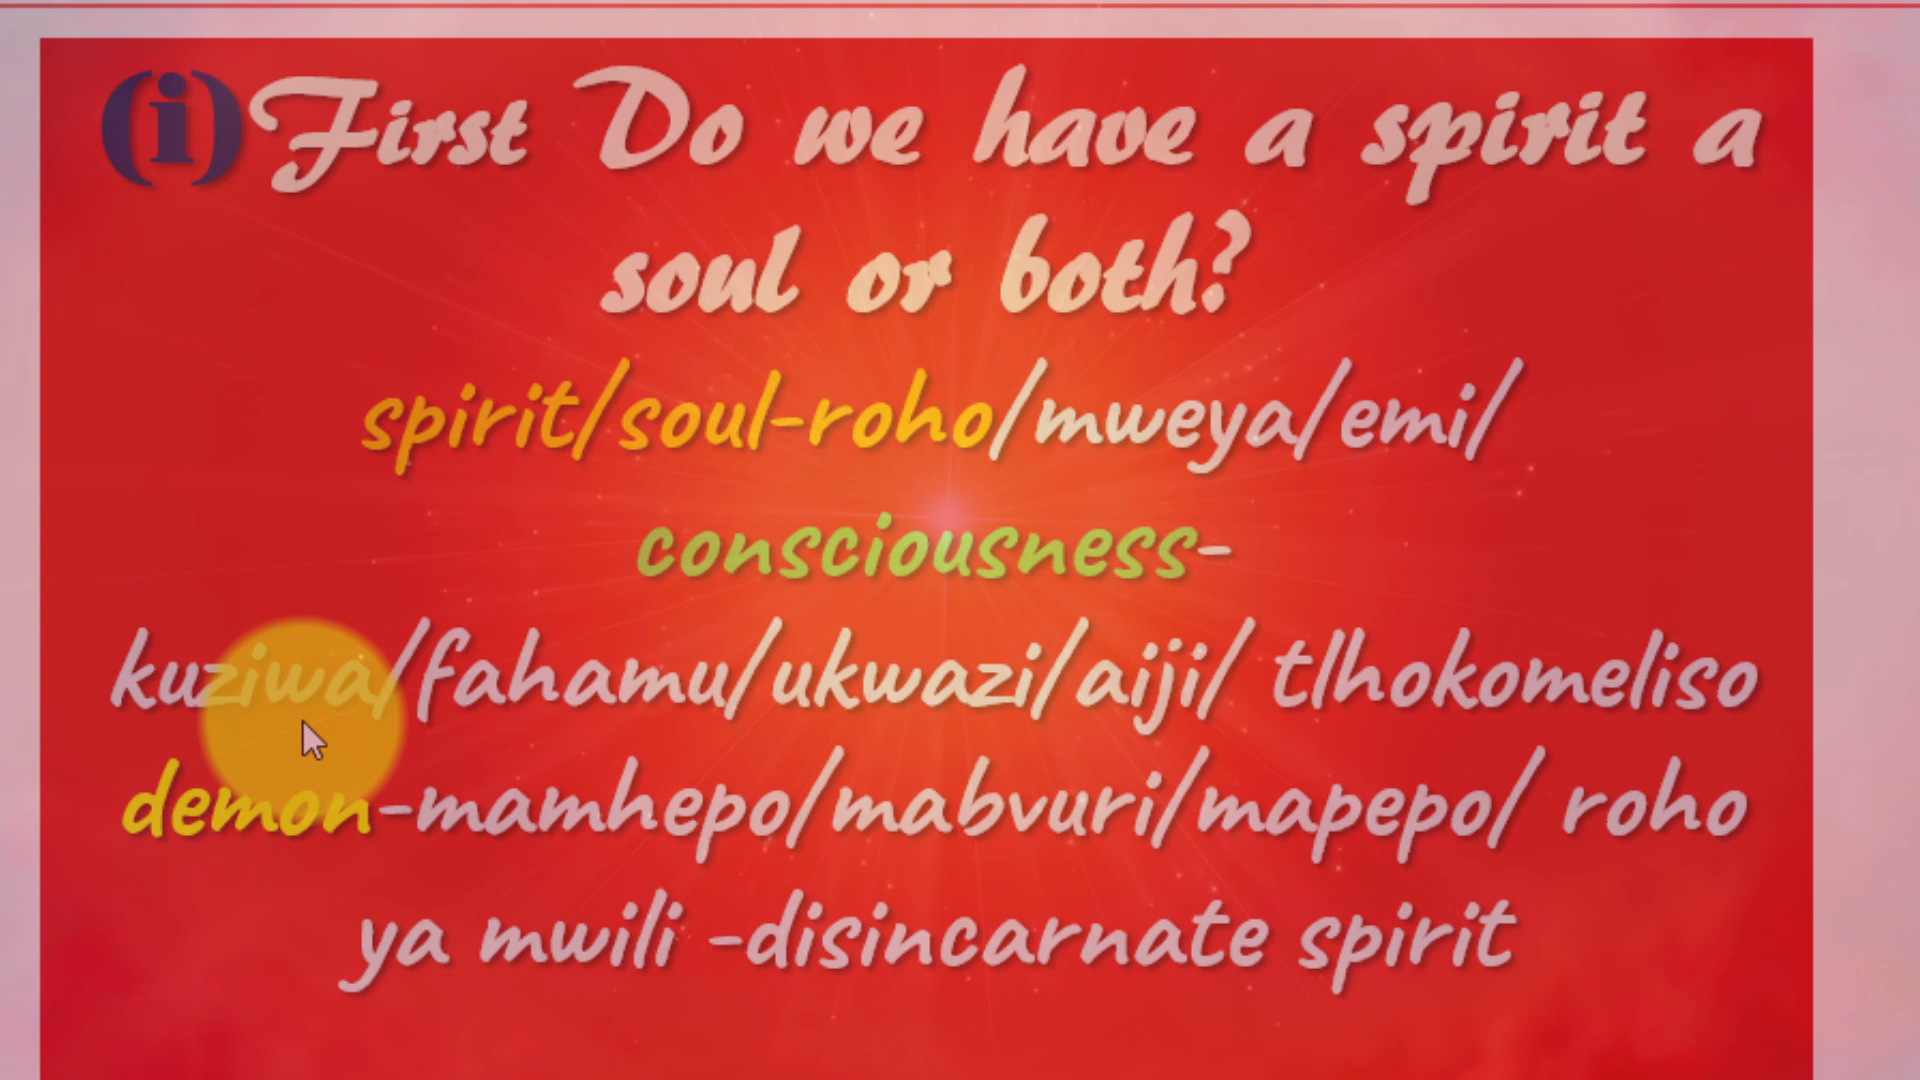 (i)First Do we have a spirit a
soul or both?
spirit/soul-roho/mweya/emi/
consciousness-
kuziwa/fahamu/ukwazi/aiji/ tlhokomeliso
demon-mamhepo/mabvuri/mapepo/ roho
ya mwili -disincarnate spirit